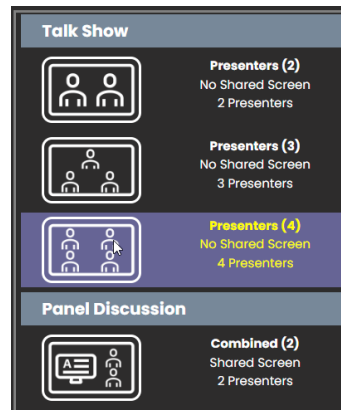 Talk Show
Presenters (2)
No Shared Screen
2 Presenters
Presenters (3)
No Shared Screen
3 Presenters
Presenters (4)
No Shared Screen
4 Presenters
Panel Discussion
A
Combined (2)
Shared Screen
2 Presenters